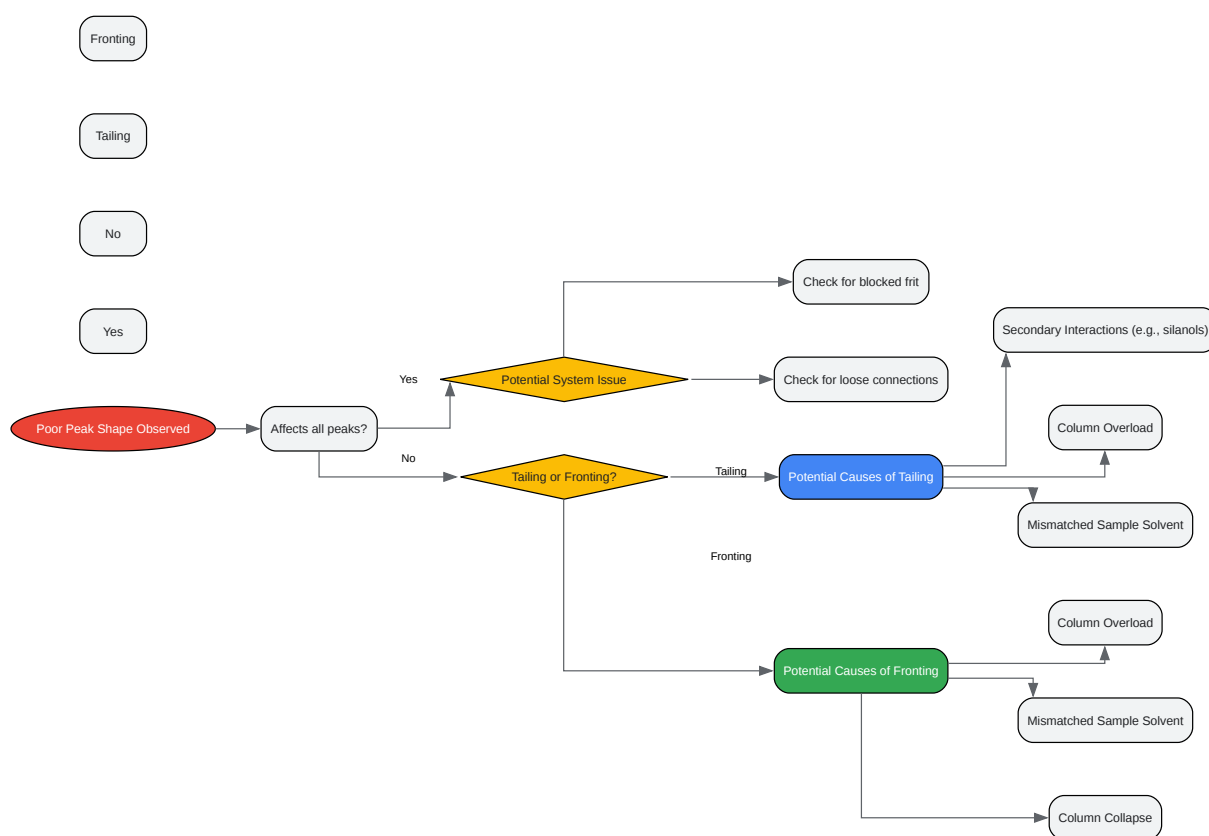 Fronting
Tailing
No
Yes
Poor Peak Shape Observed
Affects all peaks?
Yes
No
Potential System Issue
Tailing or Fronting?
Check for blocked frit
Check for loose connections
Tailing
Potential Causes of Tailing
Secondary Interactions (e.g., silanols)
Column Overload
Mismatched Sample Solvent
Fronting
Potential Causes of Fronting
Column Overload
Mismatched Sample Solvent
Column Collapse